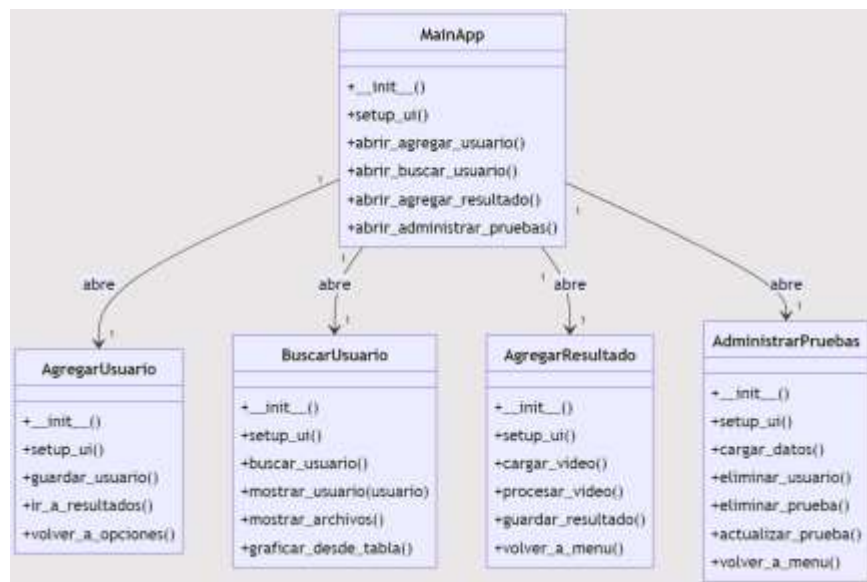 MainApp
+__init__()
+setup_ui()
+abrir_agregar_usuario()
+abrir_buscar_usuario()
+abrir_agregar_resultado()
+abrir_administrar_pruebas()
1
1
1
1
abre
abre
abre
abre
1
1
1
1
AgregarUsuario
+__init__()
+setup_ui()
+guardar_usuario()
+ir_a_resultados()
+volver_a_opciones()
BuscarUsuario
+__init__()
+setup_ui()
+buscar_usuario()
+mostrar_usuario(usuario)
+mostrar_archivos()
+graficar_desde_tabla()
AgregarResultado
+__init__()
+setup_ui()
+cargar_video()
+procesar_video()
+guardar_resultado()
+volver_a_menu()
AdministrarPruebas
+__init__()
+setup_ui()
+cargar_datos()
+eliminar_usuario()
+eliminar_prueba()
+actualizar_prueba()
+volver_a_menu()